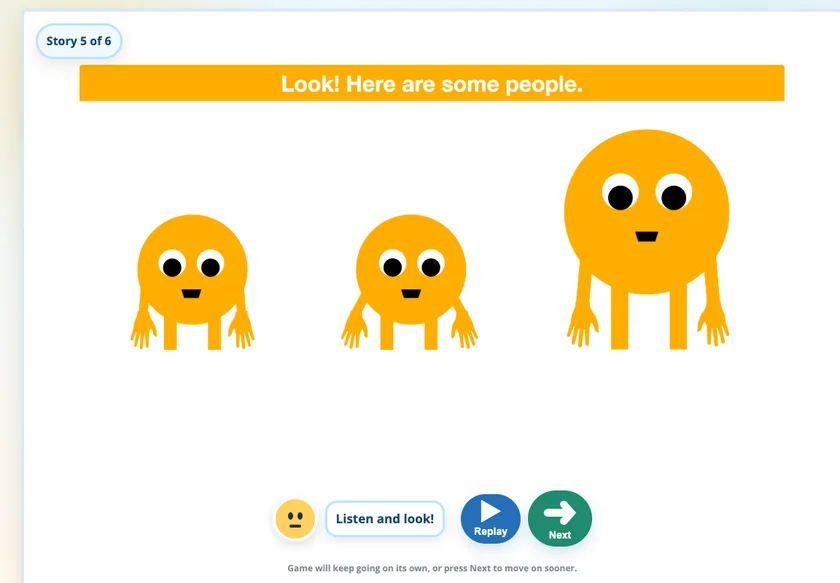 Story 5 of 6
Look! Here are some people.
Listen and look!
Replay
Next
Game will keep going on its own, or press Next to move on sooner.